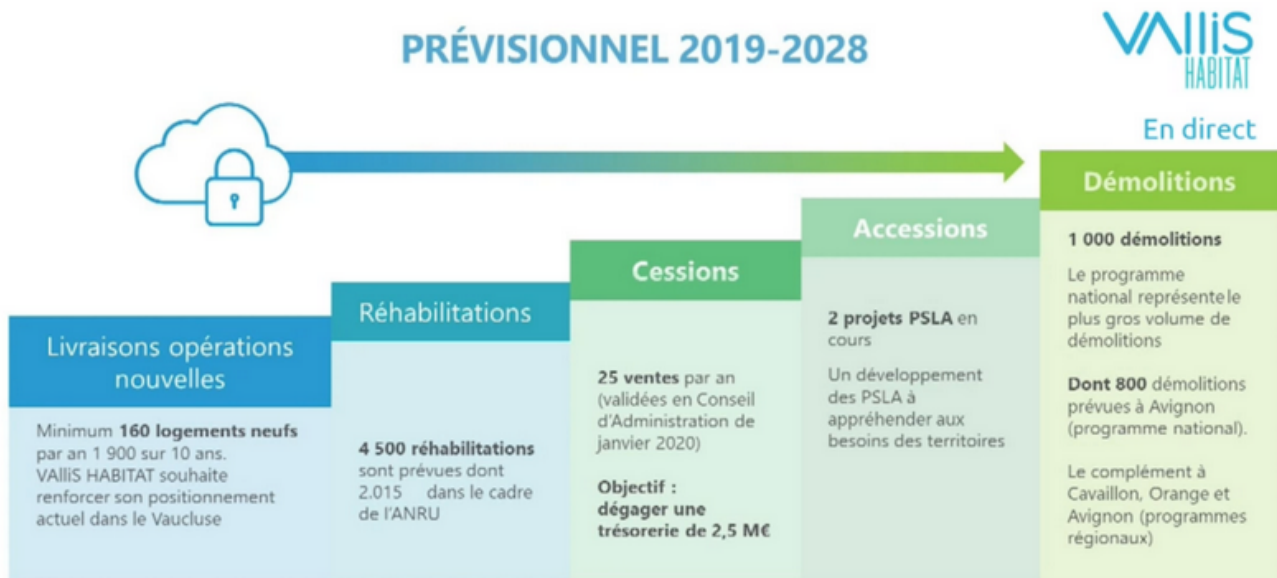 PRÉVISIONNEL 2019-2028
VAlliS
HABITAT
En direct
Livraisons opérations
nouvelles
Minimum 160 logements neufs
par an 1 900 sur 10 ans.
VAlliS HABITAT souhaite
renforcer son positionnement
actuel dans le Vaucluse
Réhabilitations
4 500 réhabilitations
sont prévues dont
2.015 dans le cadre
de l'ANRU
Cessions
25 ventes par an
(validées en Conseil
d'Administration de
janvier 2020)
Objectif :
dégager une
trésorerie de 2,5 M€
Accessions
2 projets PSLA en
cours
Un développement
des PSLA à
appréhender aux
besoins des territoires
Démolitions
1 000 démolitions
Le programme
national représente le
plus gros volume de
démolitions
Dont 800 démolitions
prévues à Avignon
(programme national).
Le complément à
Cavaillon, Orange et
Avignon (programmes
régionaux)